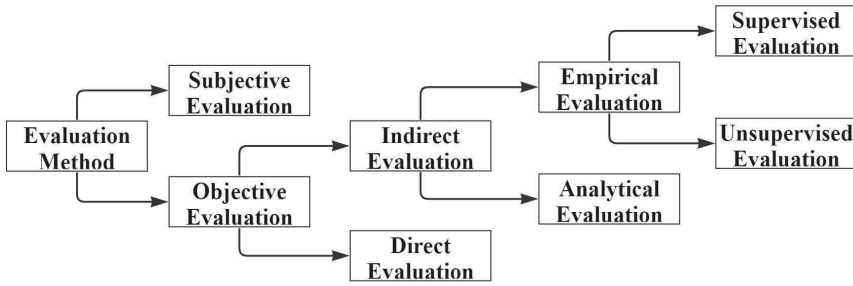 Evaluation
Method
Subjective
Evaluation
Objective
Evaluation
Indirect
Evaluation
Direct
Evaluation
Empirical
Evaluation
Analytical
Evaluation
Supervised
Evaluation
Unsupervised
Evaluation